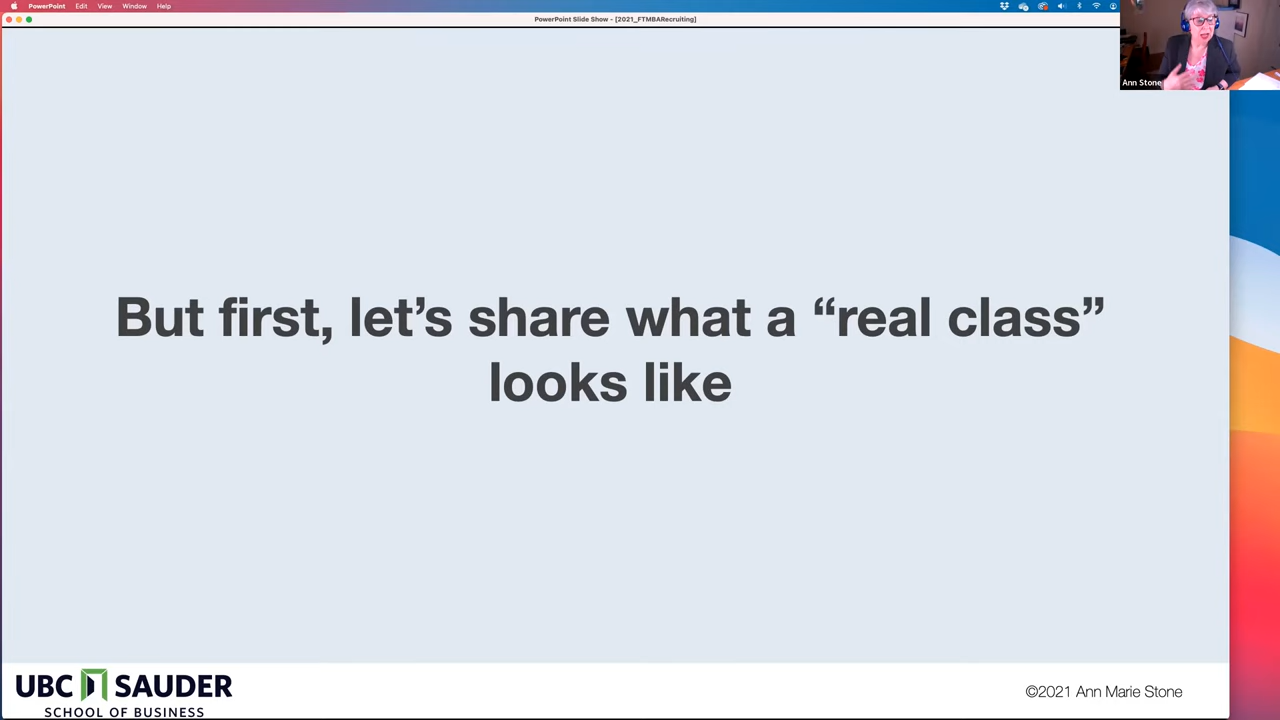 PowerPoint Edit View Window Help
PowerPoint Slide Show - [2021_FTMBARecruiting]
Ann Stone
But first, let’s share what a “real class”
looks like
UBC SAUDER
SCHOOL OF BUSINESS
©2021 Ann Marie Stone